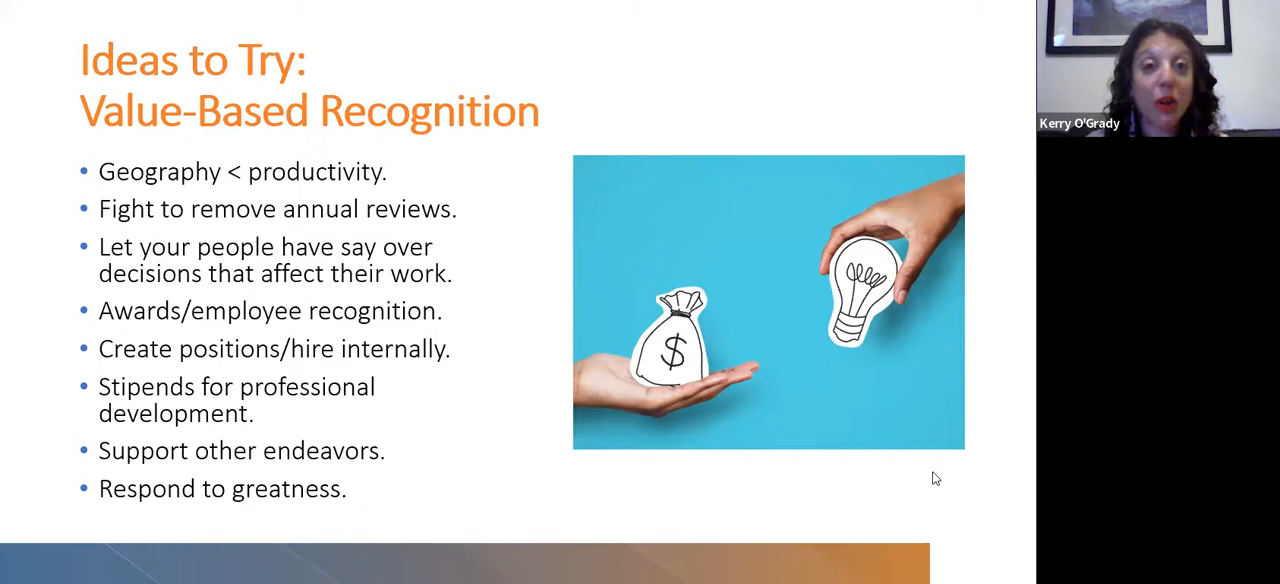 Ideas to Try:
Value-Based Recognition
• Geography < productivity.
• Fight to remove annual reviews.
• Let your people have say over
decisions that affect their work.
• Awards/employee recognition.
• Create positions/hire internally.
• Stipends for professional
development.
• Support other endeavors.
• Respond to greatness.
$
Kerry O'Grady